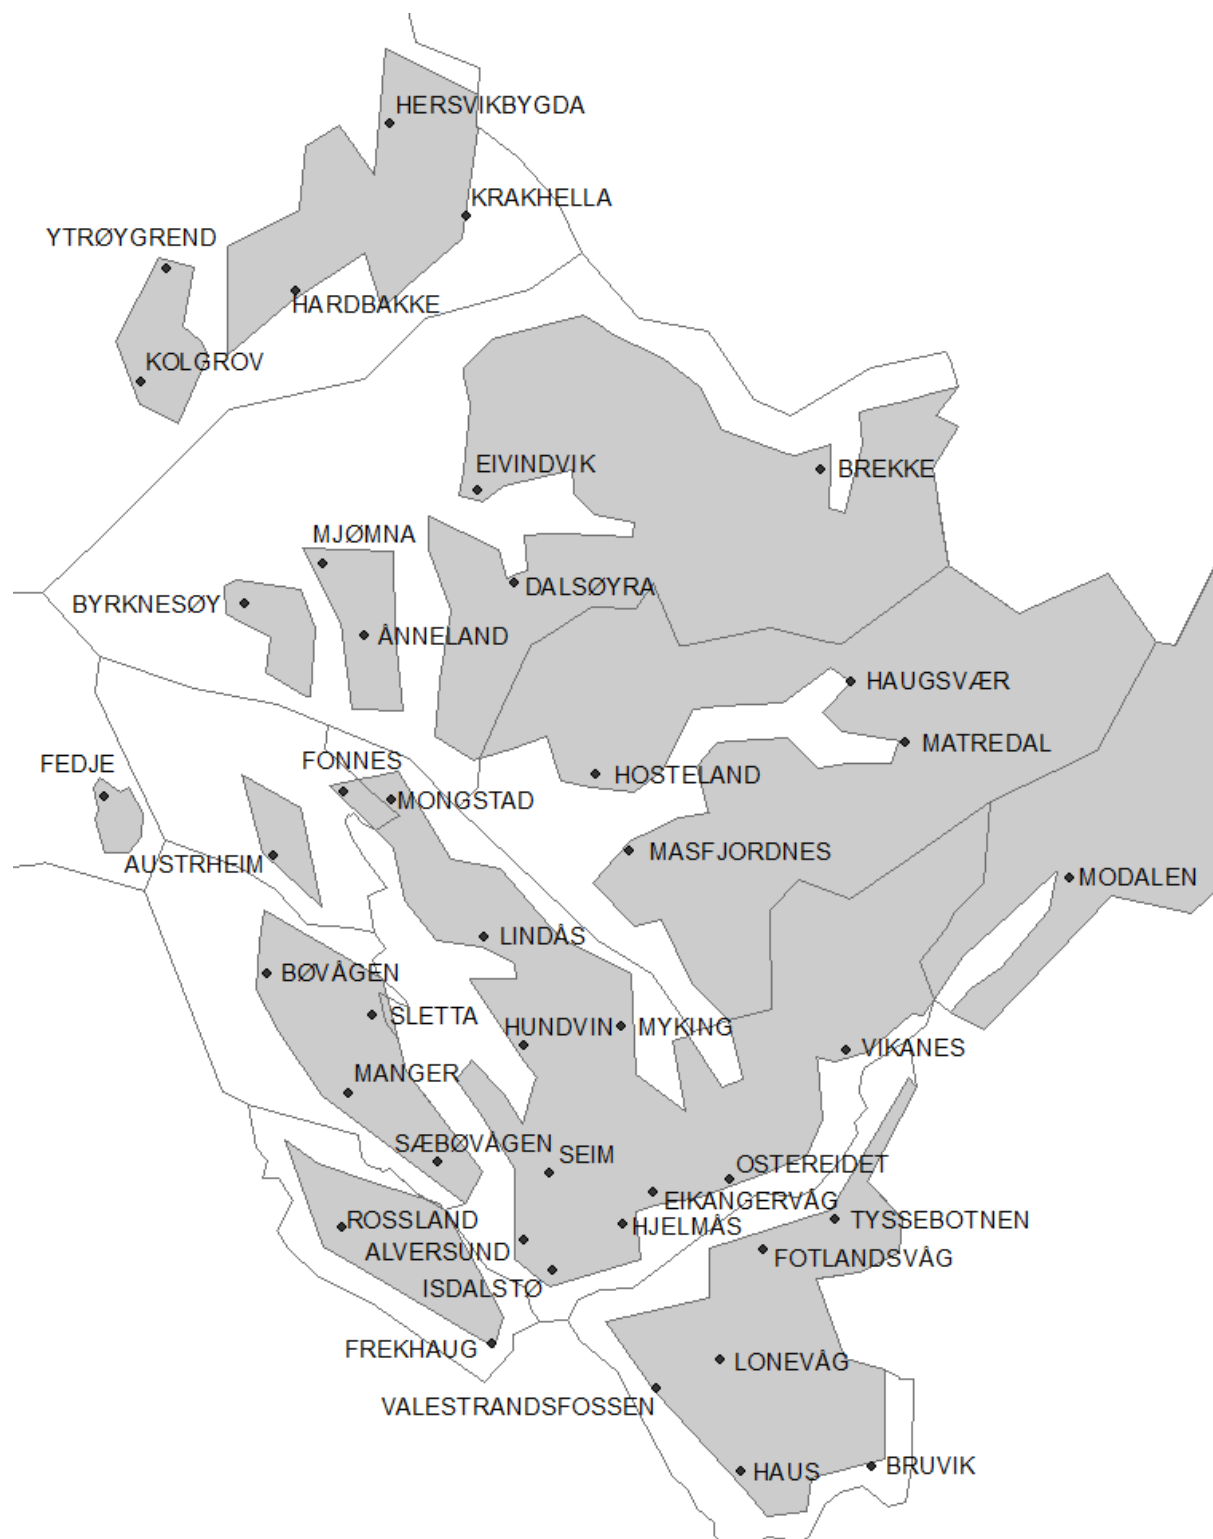 HERSVIKBYGDA
KRAKHELLA
YTRØYGREND
HARDBAKKE
KOLGROV
EIVINDVIK
BREKKE
MJØMNA
DALSØYRA
BYRKNESØY
ÅNNELAND
HAUGSVÆR
MATREDAL
FONNES
FEDJE
HOSTELAND
MONGSTAD
MASFJORDNES
AUSTRHEIM
MODALEN
LINDÅS
BØVÅGEN
SLETTA
HUNDVIN
MYKING
VIKANES
MANGER
SÆBØVÅGEN
SEIM
OSTEREIDET
EIKANGERVÅG
ROSSLAND
HJELMÅS
TYSSEBOTNEN
ALVERSUND
FOTLANDSVÅG
ISDALSTØ
FREKHAUG
LONEVÅG
VALESTRANDSFOSSEN
HAUS
BRUVIK